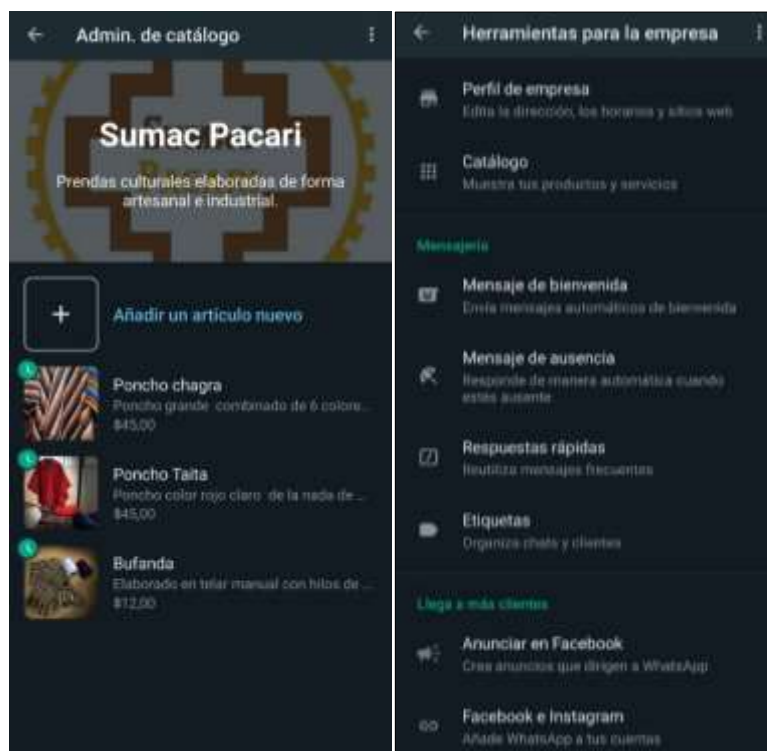 Admin. de catálogo
Sumac Pacari
Prendas culturales elaboradas de forma
artesanal e industrial.
Añadir un artículo nuevo
Poncho chagra
Poncho grande combinado de 6 colore...
$45,00
Poncho Taita
Poncho color rojo claro de la nada de ...
$45,00
Bufanda
Elaborado en telar manual con hilos de ...
$12,00
Herramientas para la empresa
Perfil de empresa
Edita la dirección, los horarios y sitios web
Catálogo
Muestra tus productos y servicios
Mensajería
Mensaje de bienvenida
Envía mensajes automáticos de bienvenida
Mensaje de ausencia
Responde de manera automática cuando
estés ausente
Respuestas rápidas
Reutiliza mensajes frecuentes
Etiquetas
Organiza chats y clientes
Llega a más clientes
Anunciar en Facebook
Crea anuncios que dirigen a WhatsApp
Facebook e Instagram
Añade WhatsApp a tus cuentas